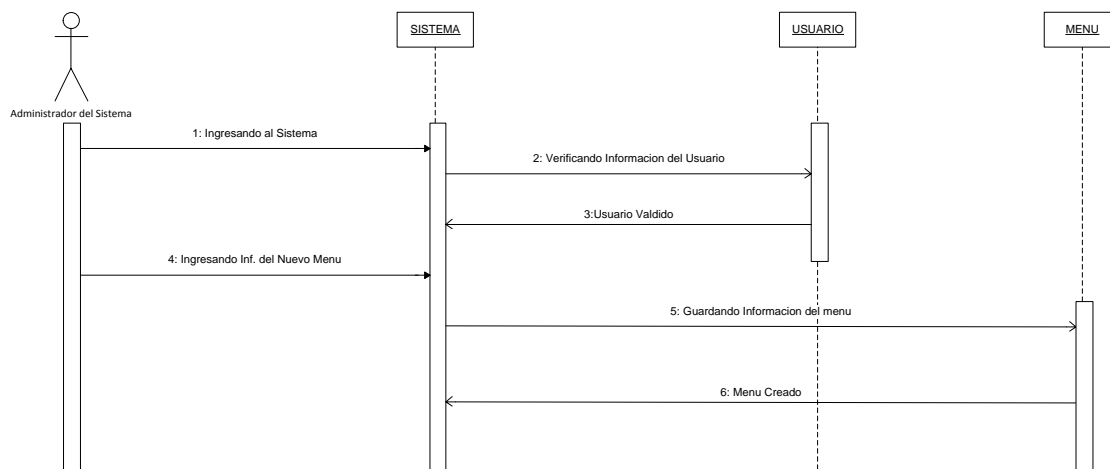 SISTEMA
USUARIO
MENU
Administrador del Sistema
1: Ingresando al Sistema
2: Verificando Informacion del Usuario
3:Usuario Valdido
4: Ingresando Inf. del Nuevo Menu
5: Guardando Informacion del menu
6: Menu Creado